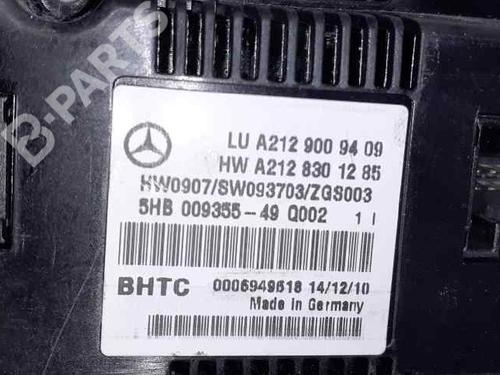 B-PARTS
LU A212 900 94 09
HW A212 830 12 85
HW0907/SW093703/ZGS003
5HB 009355-49 Q002 1 I
BHTC 0006949618 14/12/10
Made in Germany